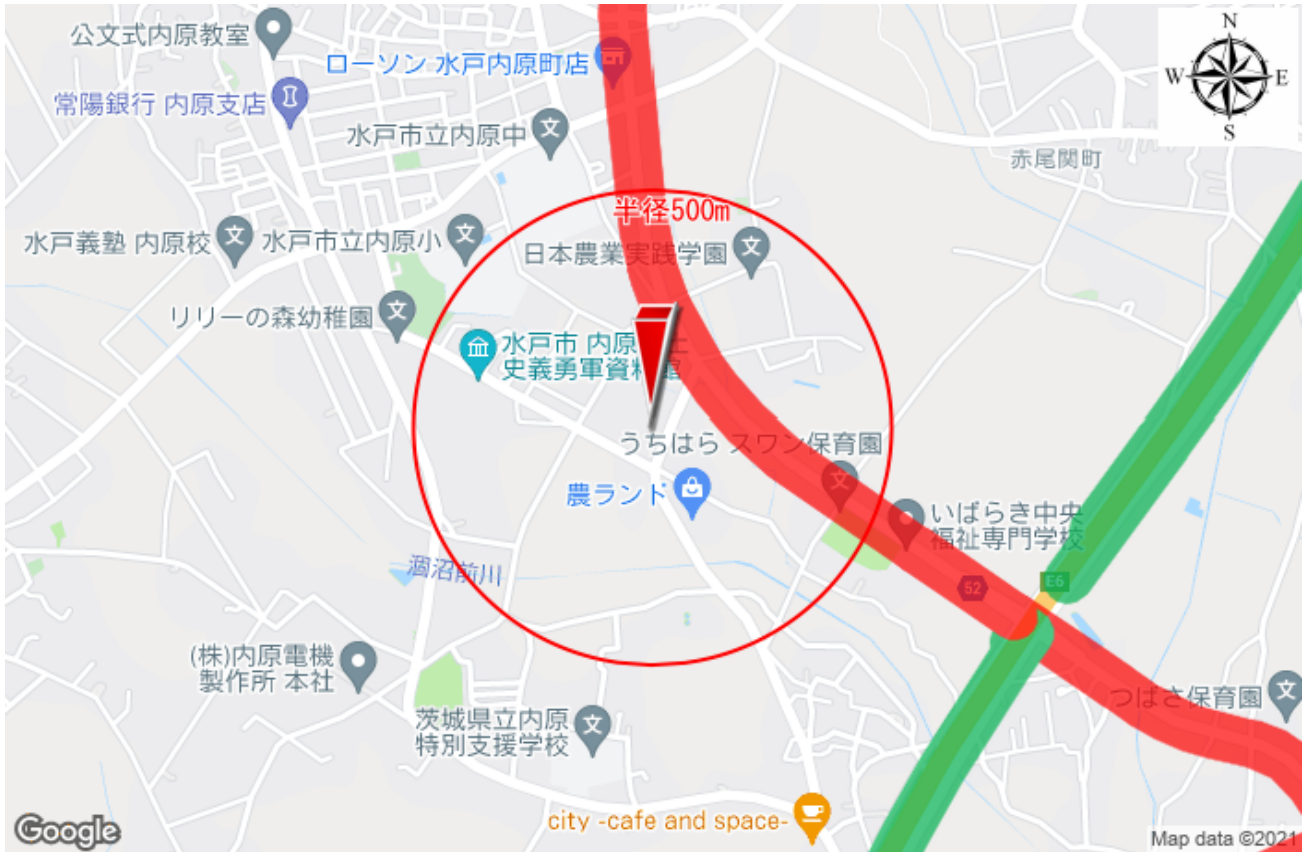 N
公文式内原教室
ローソン 水戸内原町店
W
E
常陽銀行 内原支店
S
水戸市立内原中
赤尾関町
半径500m
水戸義塾 内原校
水戸市立内原小
日本農業実践学園
リリーの森幼稚園
水戸市 内原
史義勇軍資料館
うちはら スワン保育園
農ランド
いばらき中央
福祉専門学校
涸沼前川
52
E6
(株)内原電機
製作所 本社
つばさ保育園
茨城県立内原
特別支援学校
city -cafe and space-
Google
Map data ©2021